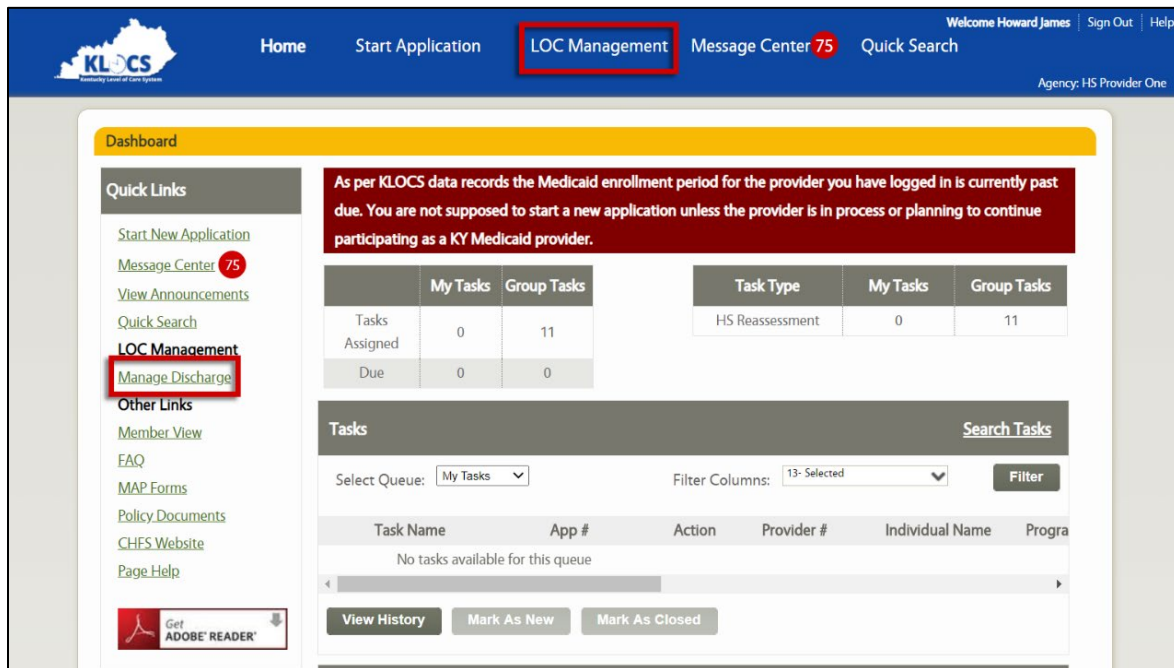 Welcome Howard James Sign Out Help
KLOCS
Kentucky Level of Care System
Home Start Application LOC Management Message Center 75 Quick Search
Agency: HS Provider One
Dashboard
Quick Links
Start New Application
Message Center 75
View Announcements
Quick Search
LOC Management
Manage Discharge
Other Links
Member View
FAQ
MAP Forms
Policy Documents
CHFS Website
Page Help
Get
ADOBE® READER®
As per KLOCS data records the Medicaid enrollment period for the provider you have logged in is currently past
due. You are not supposed to start a new application unless the provider is in process or planning to continue
participating as a KY Medicaid provider.
My Tasks Group Tasks
Tasks
Assigned 0 11
Due 0 0
Task Type My Tasks Group Tasks
HS Reassessment 0 11
Tasks Search Tasks
Select Queue: My Tasks Filter Columns: 13- Selected Filter
Task Name App # Action Provider # Individual Name Progra
No tasks available for this queue
View History Mark As New Mark As Closed